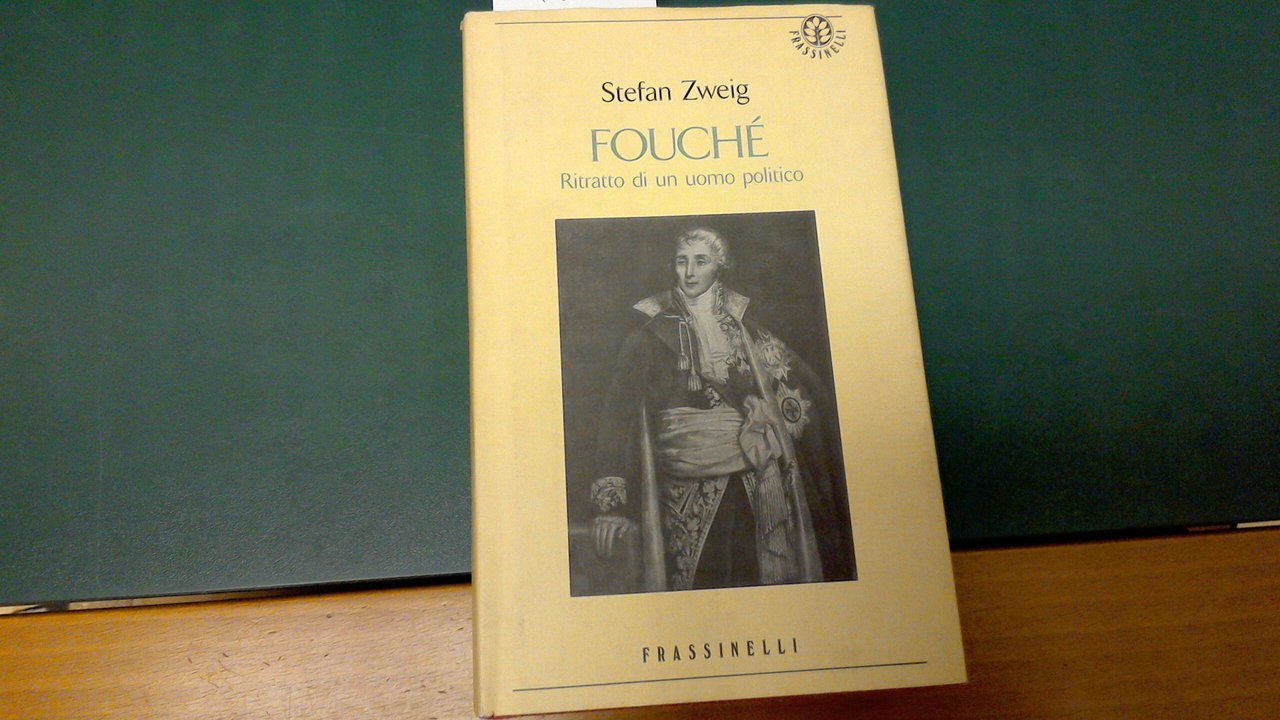 FRASSINELLI
Stefan Zweig
FOUCHÉ
Ritratto di un uomo politico
FRASSINELLI